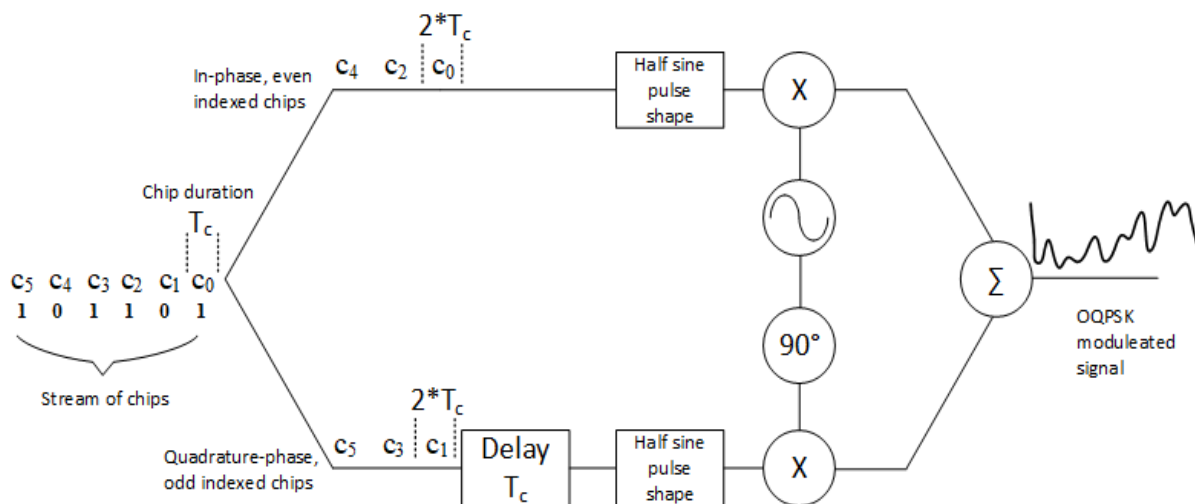 2*Tc
In-phase, even
indexed chips
c4 c2 c0
Half sine
pulse
shape
X
Chip duration
Tc
c5 c4 c3 c2 c1 c0
1 0 1 1 0 1
Stream of chips
Σ
OQPSK
moduleated
signal
90°
2*Tc
Quadrature-phase,
odd indexed chips
c5 c3 c1
Delay
Tc
Half sine
pulse
shape
X